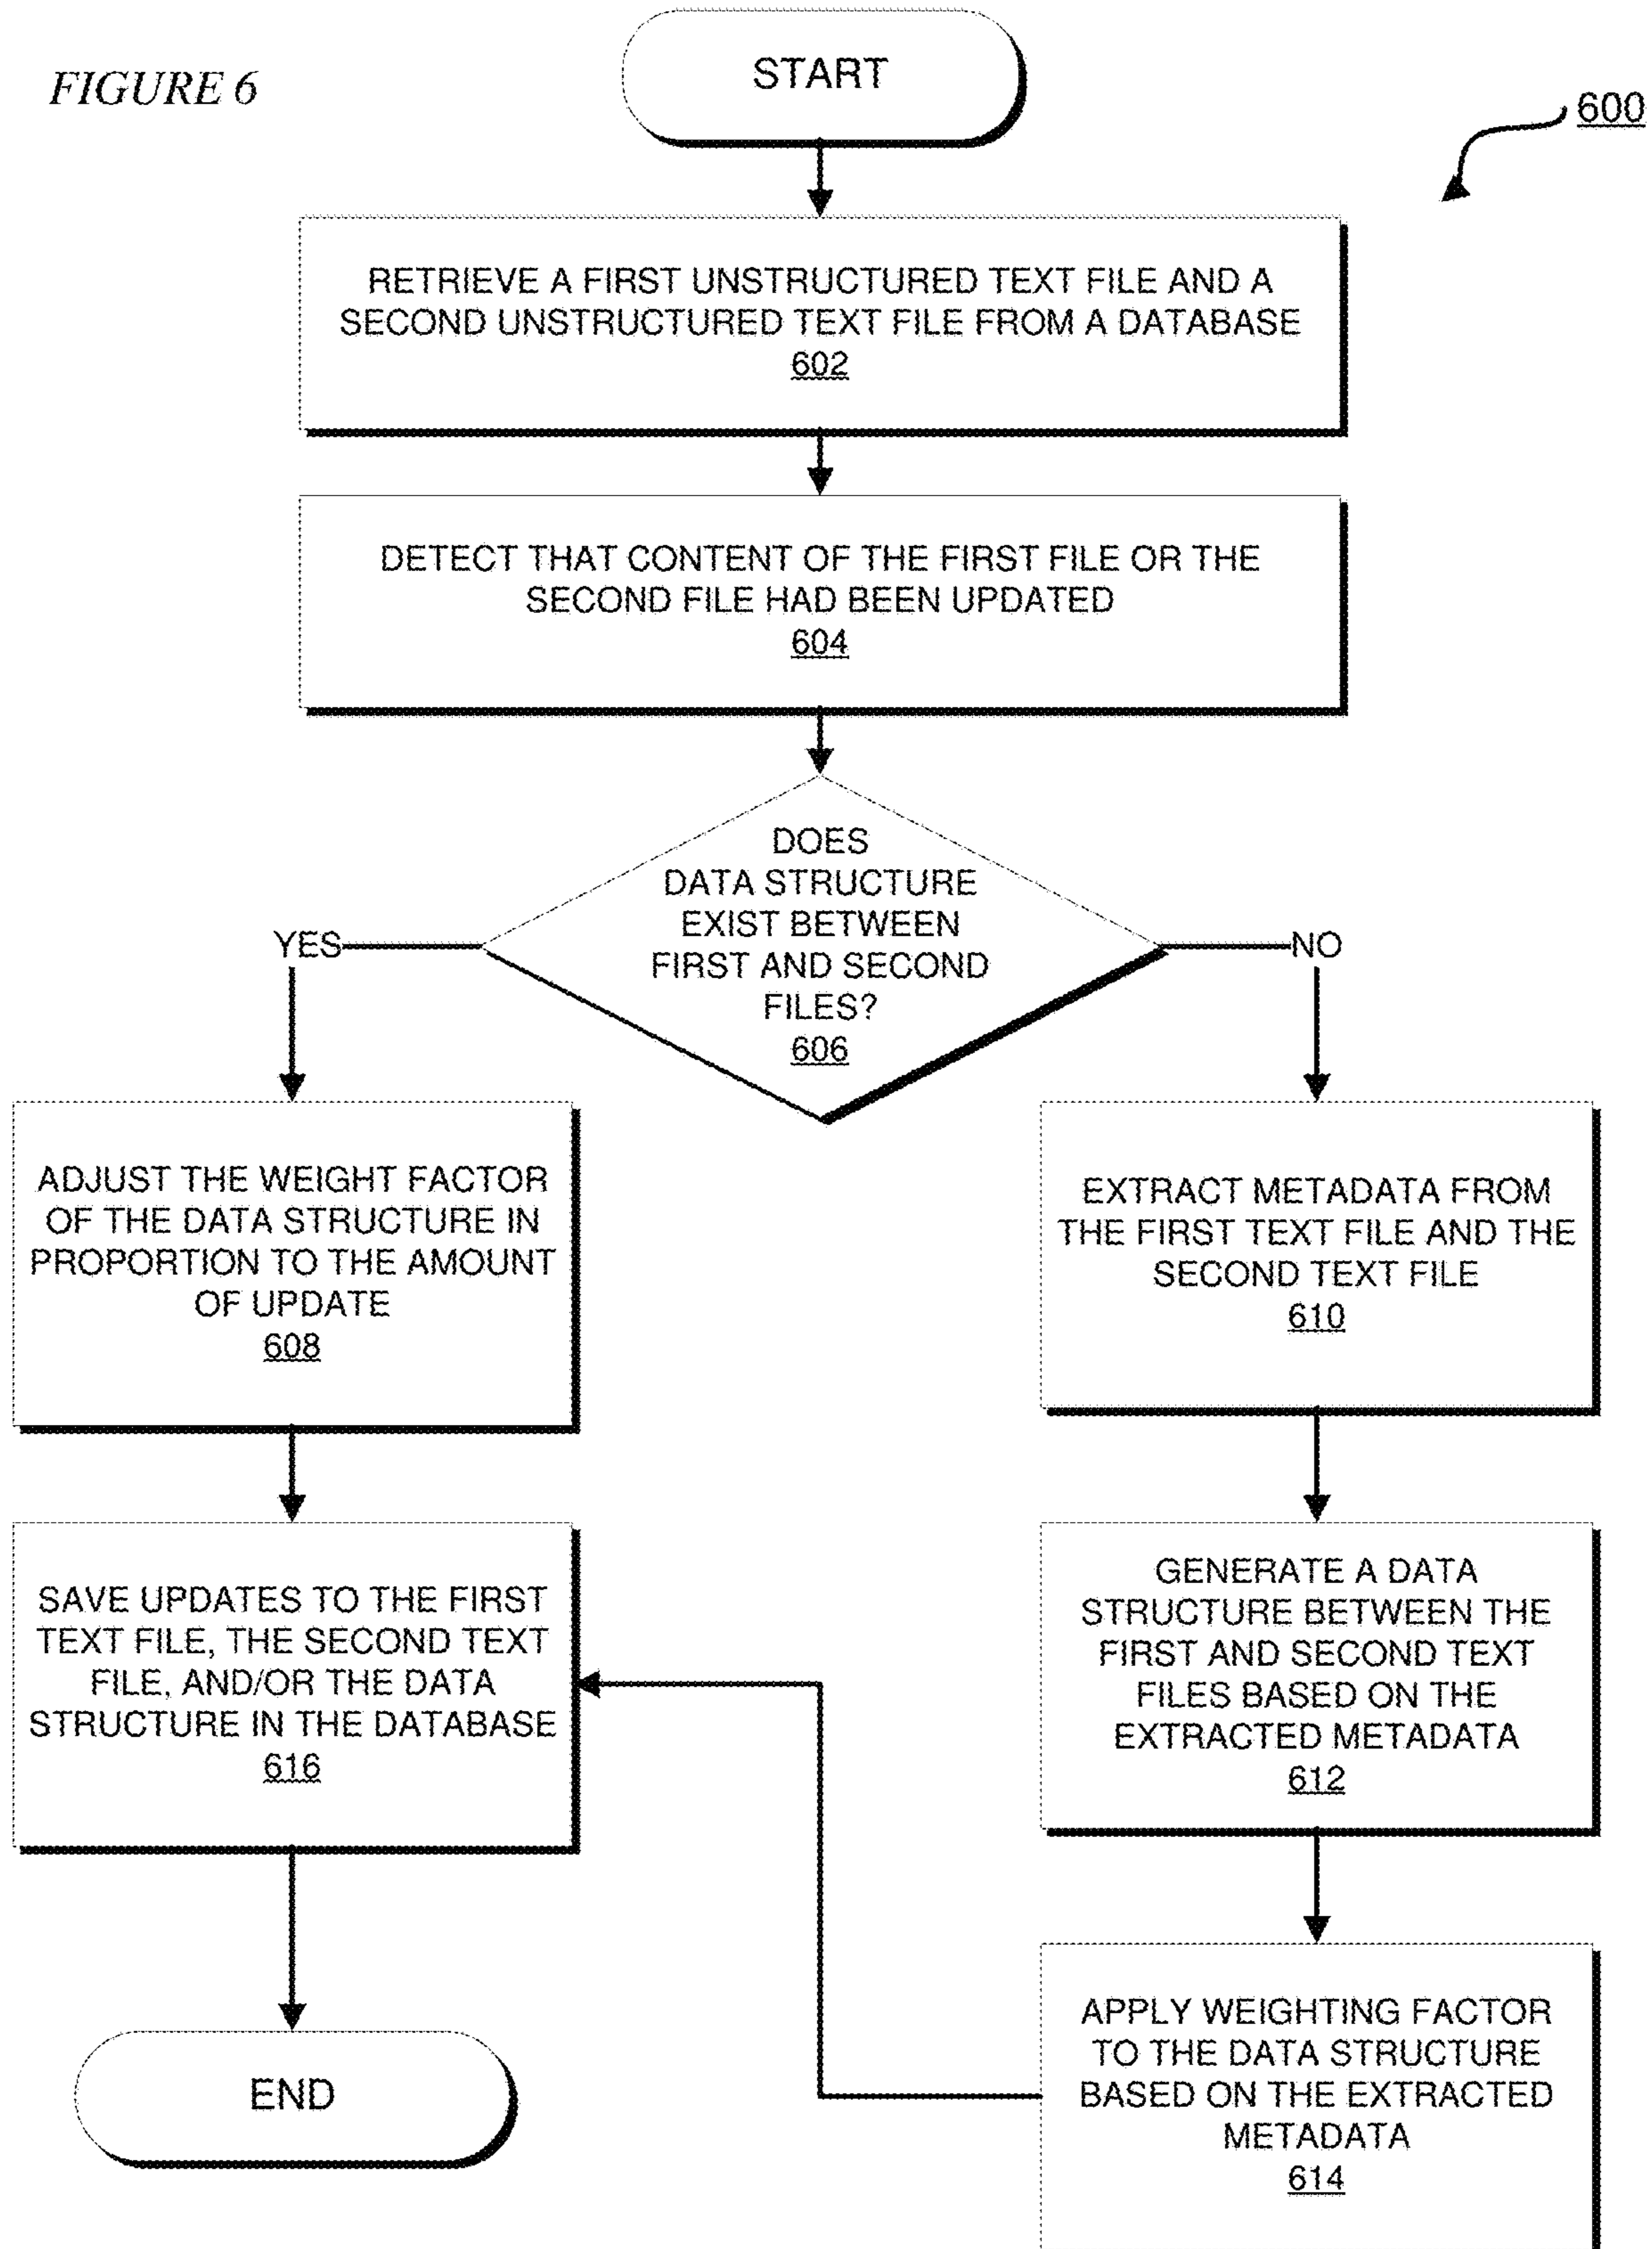 FIGURE 6
START
600
RETRIEVE A FIRST UNSTRUCTURED TEXT FILE AND A
SECOND UNSTRUCTURED TEXT FILE FROM A DATABASE
602
DETECT THAT CONTENT OF THE FIRST FILE OR THE
SECOND FILE HAD BEEN UPDATED
604
DOES
DATA STRUCTURE
EXIST BETWEEN
FIRST AND SECOND
FILES?
606
YES
NO
ADJUST THE WEIGHT FACTOR
OF THE DATA STRUCTURE IN
PROPORTION TO THE AMOUNT
OF UPDATE
608
EXTRACT METADATA FROM
THE FIRST TEXT FILE AND THE
SECOND TEXT FILE
610
SAVE UPDATES TO THE FIRST
TEXT FILE, THE SECOND TEXT
FILE, AND/OR THE DATA
STRUCTURE IN THE DATABASE
616
GENERATE A DATA
STRUCTURE BETWEEN THE
FIRST AND SECOND TEXT
FILES BASED ON THE
EXTRACTED METADATA
612
END
APPLY WEIGHTING FACTOR
TO THE DATA STRUCTURE
BASED ON THE EXTRACTED
METADATA
614